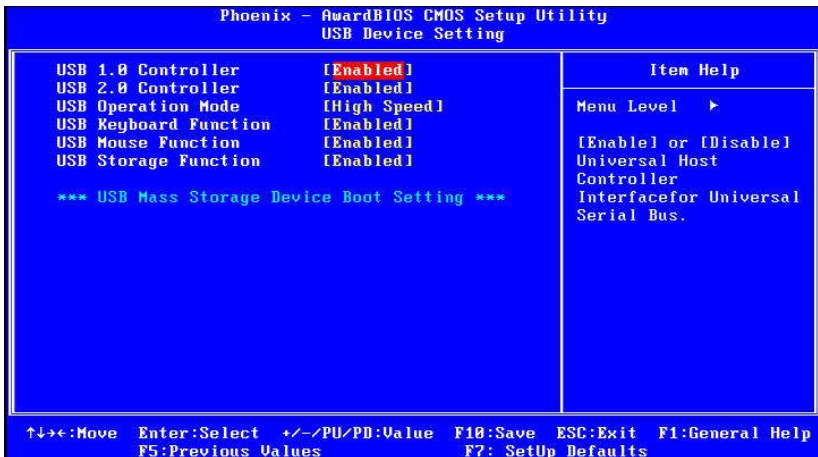 Phoenix - AwardBIOS CMOS Setup Utility
USB Device Setting
USB 1.0 Controller [Enabled]
USB 2.0 Controller [Enabled]
USB Operation Mode [High Speed]
USB Keyboard Function [Enabled]
USB Mouse Function [Enabled]
USB Storage Function [Enabled]
*** USB Mass Storage Device Boot Setting ***
Item Help
Menu Level ►
[Enable] or [Disable]
Universal Host
Controller
Interfacefor Universal
Serial Bus.
↑↓→←:Move Enter:Select +/-/PU/PD:Value F10:Save ESC:Exit F1:General Help
F5:Previous Values F7: SetUp Defaults